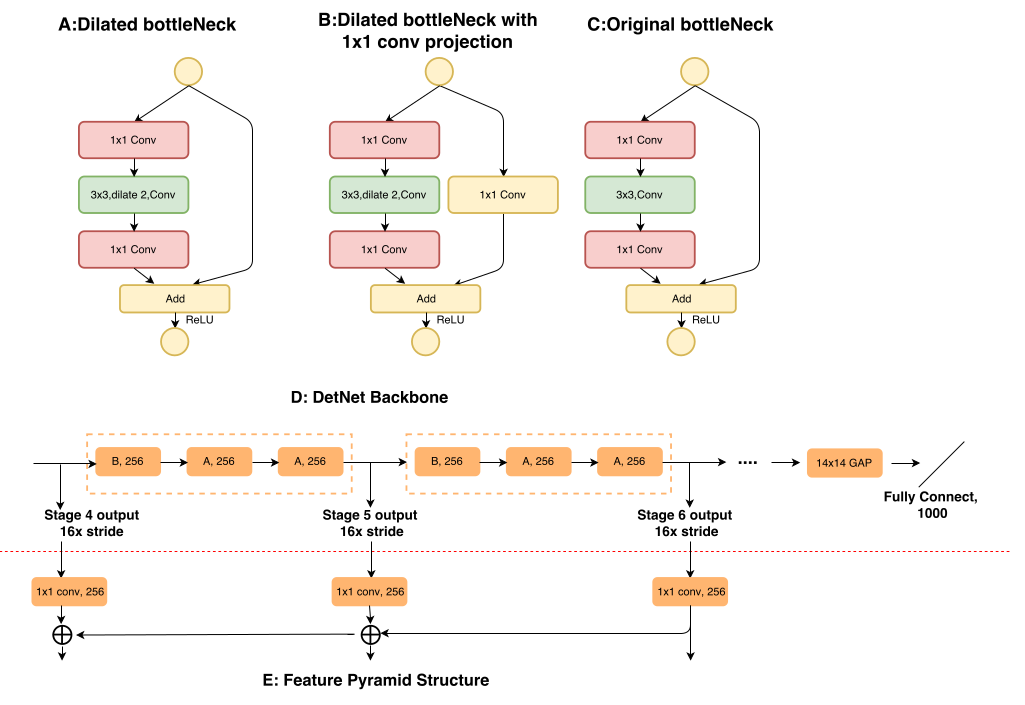 A:Dilated bottleNeck
B:Dilated bottleNeck with
1x1 conv projection
C:Original bottleNeck
1x1 Conv
3x3,dilate 2,Conv
1x1 Conv
Add
ReLU
1x1 Conv
3x3,dilate 2,Conv
1x1 Conv
1x1 Conv
Add
ReLU
1x1 Conv
3x3,Conv
1x1 Conv
Add
ReLU
D: DetNet Backbone
B, 256
A, 256
A, 256
B, 256
A, 256
A, 256
14x14 GAP
Fully Connect,
1000
Stage 4 output
16x stride
Stage 5 output
16x stride
Stage 6 output
16x stride
1x1 conv, 256
1x1 conv, 256
1x1 conv, 256
E: Feature Pyramid Structure